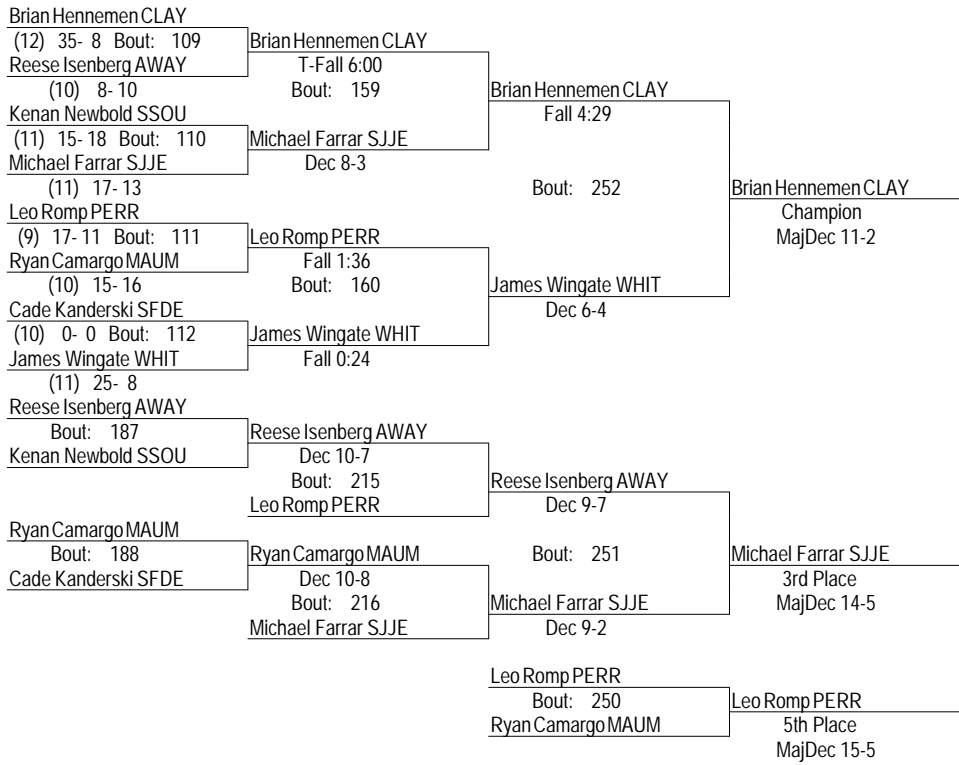 Brian Hennemen CLAY
(12) 35- 8 Bout: 109
Reese Isenberg AWAY
(10) 8- 10
Kenan Newbold SSOU
(11) 15- 18 Bout: 110
Michael Farrar SJJE
(11) 17- 13
Leo Romp PERR
(9) 17- 11 Bout: 111
Ryan Camargo MAUM
(10) 15- 16
Cade Kanderski SFDE
(10) 0- 0 Bout: 112
James Wingate WHIT
(11) 25- 8
Brian Hennemen CLAY
T-Fall 6:00
Bout: 159
Michael Farrar SJJE
Dec 8-3
Leo Romp PERR
Fall 1:36
Bout: 160
James Wingate WHIT
Fall 0:24
Brian Hennemen CLAY
Fall 4:29
Bout: 252
James Wingate WHIT
Dec 6-4
Brian Hennemen CLAY
Champion
MajDec 11-2
Reese Isenberg AWAY
Bout: 187
Kenan Newbold SSOU
Ryan Camargo MAUM
Bout: 188
Cade Kanderski SFDE
Reese Isenberg AWAY
Dec 10-7
Bout: 215
Leo Romp PERR
Ryan Camargo MAUM
Dec 10-8
Bout: 216
Michael Farrar SJJE
Reese Isenberg AWAY
Dec 9-7
Bout: 251
Michael Farrar SJJE
Dec 9-2
Michael Farrar SJJE
3rd Place
MajDec 14-5
Leo Romp PERR
Bout: 250
Ryan Camargo MAUM
Leo Romp PERR
5th Place
MajDec 15-5